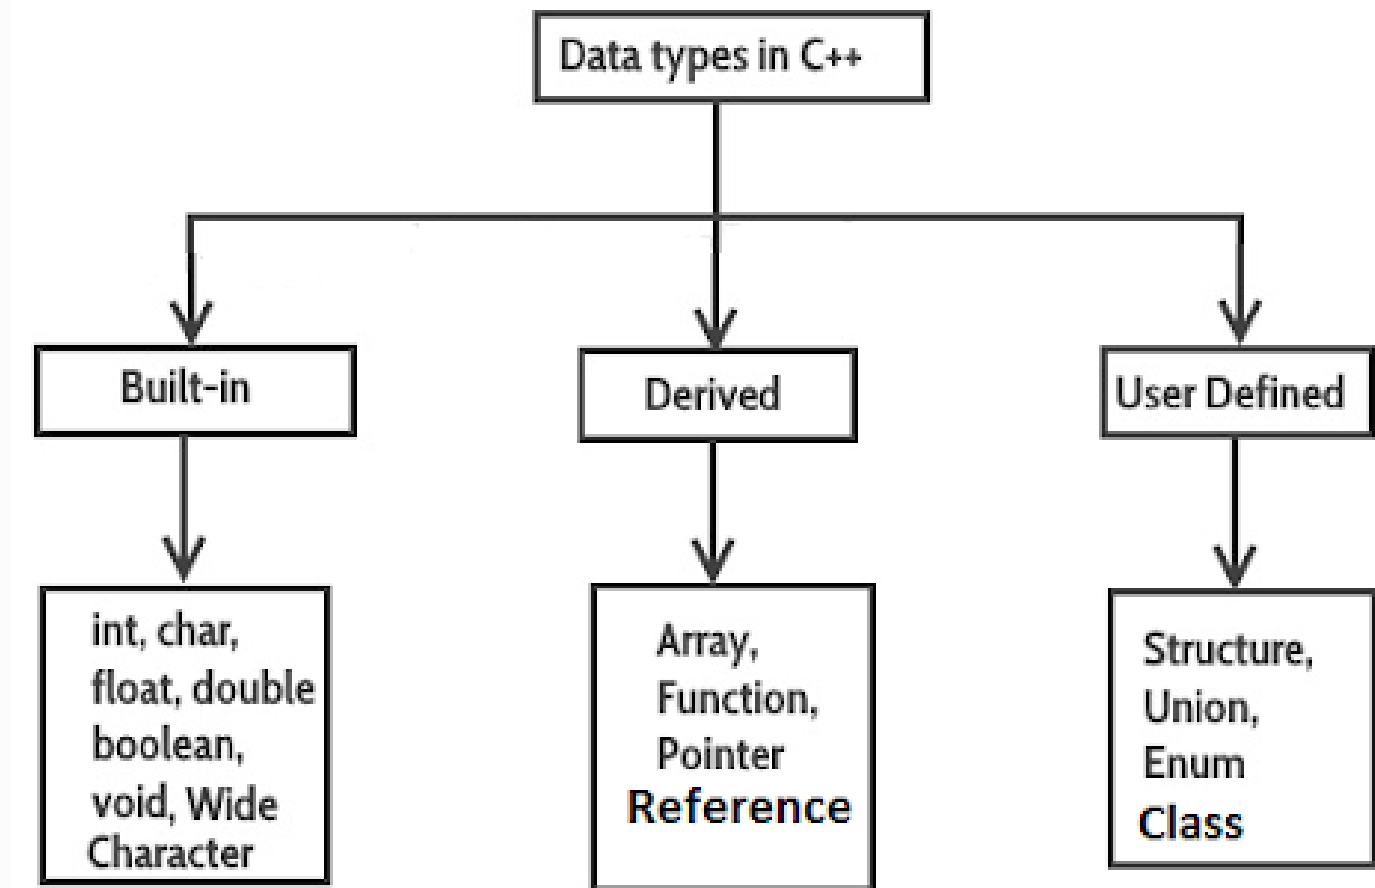 Data types in C++
Built-in
Derived
User Defined
int, char,
float, double
boolean,
void, Wide
Character
Array,
Function,
Pointer
Reference
Structure,
Union,
Enum
Class